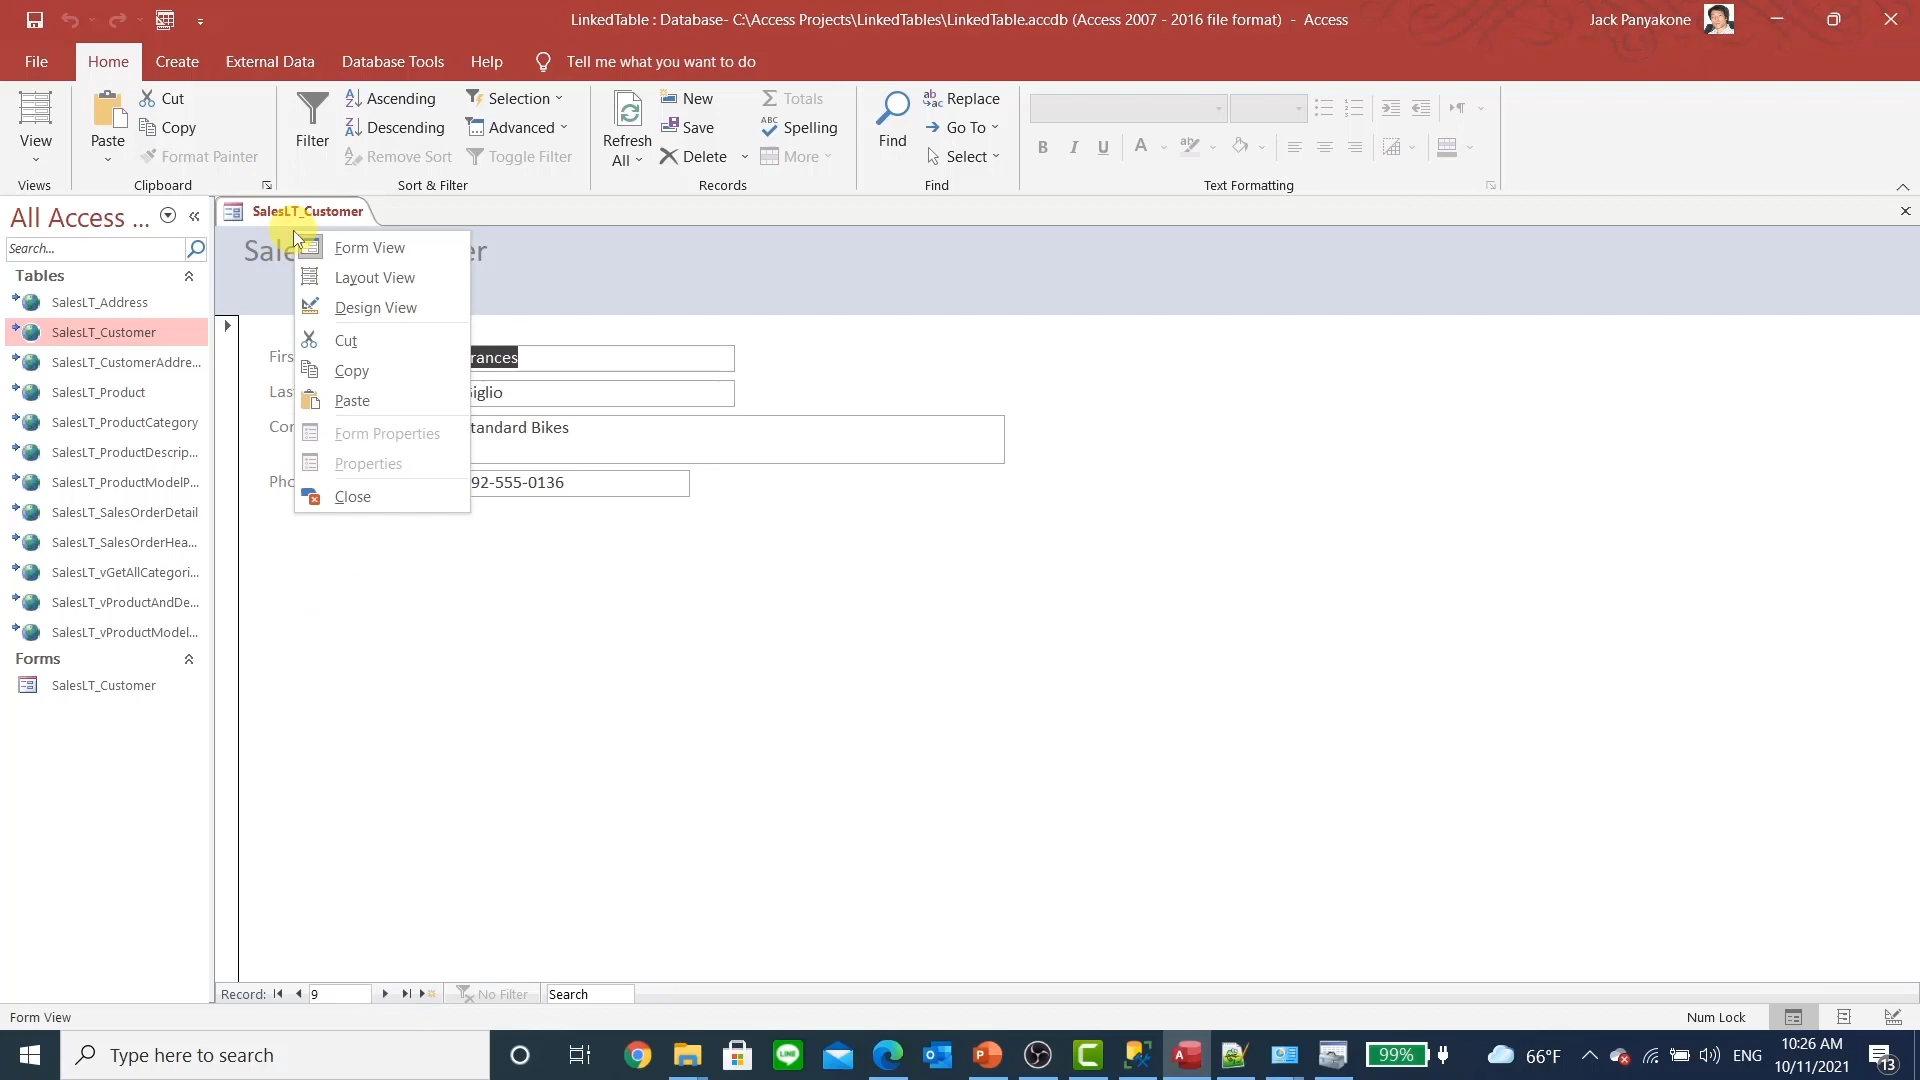 LinkedTable : Database- C:\Access Projects\LinkedTables\LinkedTable.accdb (Access 2007 - 2016 file format) - Access
Jack Panyakone
File Home Create External Data Database Tools Help Tell me what you want to do
View
Views
Paste
Cut
Copy
Format Painter
Clipboard
Filter
Ascending
Descending
Remove Sort
Selection
Advanced
Toggle Filter
Sort & Filter
Refresh
All
New
Save
Delete
Totals
Spelling
More
Records
Find
Replace
Go To
Select
Find
B I U A
Text Formatting
All Access ...
Search...
Tables
SalesLT_Address
SalesLT_Customer
SalesLT_CustomerAddre...
SalesLT_Product
SalesLT_ProductCategory
SalesLT_ProductDescrip...
SalesLT_ProductModelP...
SalesLT_SalesOrderDetail
SalesLT_SalesOrderHea...
SalesLT_vGetAllCategori...
SalesLT_vProductAndDe...
SalesLT_vProductModel...
Forms
SalesLT_Customer
SalesLT_Customer
Form View
Layout View
Design View
Cut
Copy
Paste
Form Properties
Properties
Close
Firs
rances
Las
iglio
Con
tandard Bikes
Pho
92-555-0136
Record: 9 No Filter Search
Form View
Num Lock
Type here to search
99%
66°F
ENG
10:26 AM
10/11/2021
13